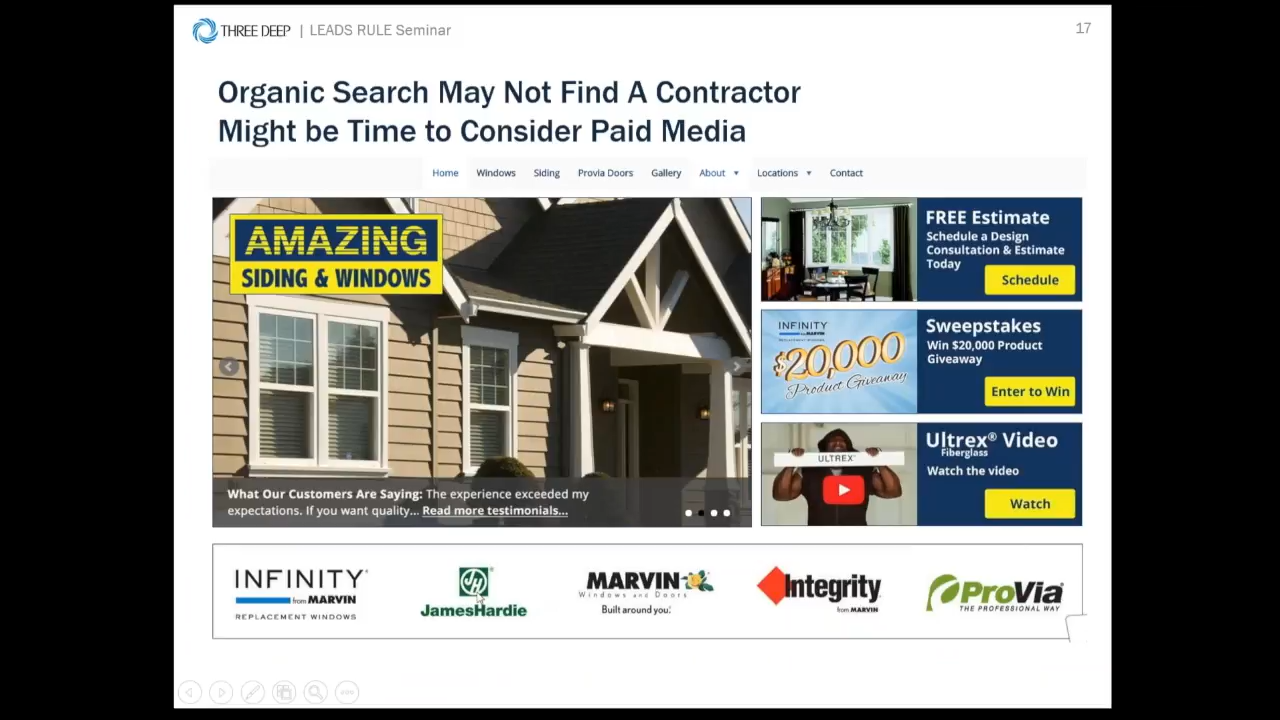 THREE DEEP | LEADS RULE Seminar
17
Organic Search May Not Find A Contractor
Might be Time to Consider Paid Media
Home Windows Siding Provia Doors Gallery About Locations Contact
AMAZING
SIDING & WINDOWS
What Our Customers Are Saying: The experience exceeded my
expectations. If you want quality... Read more testimonials...
FREE Estimate
Schedule a Design
Consultation & Estimate
Today
Schedule
INFINITY
from MARVIN
REPLACEMENT WINDOWS
$20,000
Product Giveaway
Sweepstakes
Win $20,000 Product
Giveaway
Enter to Win
ULTREX®
Ultrex® Video
Fiberglass
Watch the video
Watch
INFINITY®
from MARVIN
REPLACEMENT WINDOWS
JH®
JamesHardie
MARVIN
Windows and Doors
Built around you.®
Integrity®
from MARVIN
ProVia®
THE PROFESSIONAL WAY